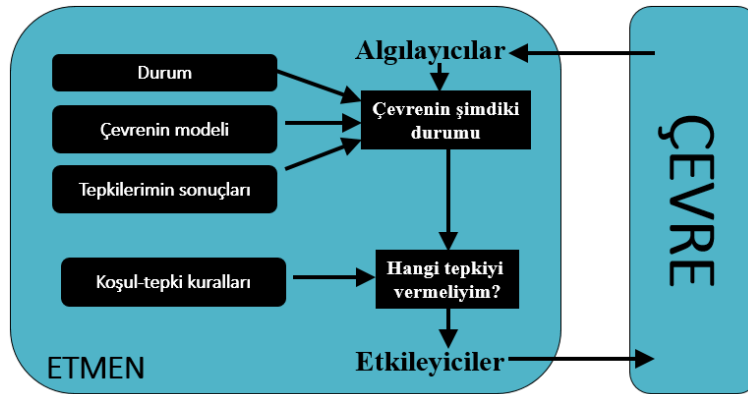 Algılayıcılar
Durum
Çevrenin şimdiki
durumu
Çevrenin modeli
Tepkilerimin sonuçları
Koşul-tepki kuralları
Hangi tepkiyi
vermeliyim?
Etkileyiciler
ETMEN
ÇEVRE